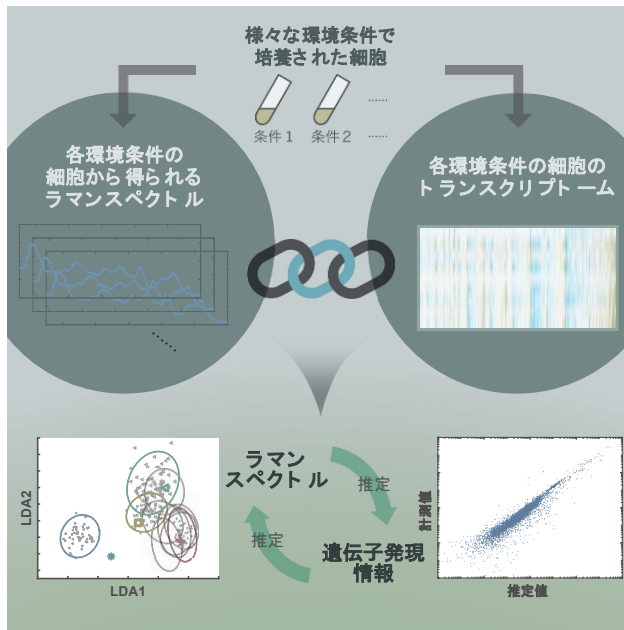 様々な環境条件で
培養された細胞
条件1 条件2 ……
……
各環境条件の
細胞から得られる
ラマンスペクトル
各環境条件の細胞の
トランスクリプトーム
ラマン
スペクトル
推定
推定
遺伝子発現
情報
LDA2
LDA1
計測値
推定値